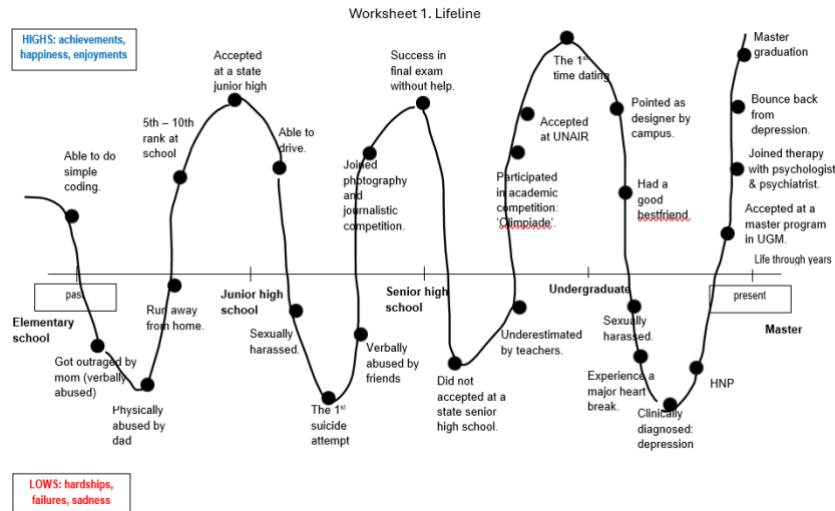 Worksheet 1. Lifeline
HIGHS: achievements,
happiness, enjoyments
Able to do
simple
coding.
5th – 10th
rank at
school
Accepted
at a state
junior high
Able to
drive.
Joined
photography
and
journalistic
competition.
Success in
final exam
without help.
Participated
in academic
competition:
'Olimpiade'.
Accepted
at UNAIR
The 1st
time dating
Pointed as
designer by
campus.
Had a
good
bestfriend.
Master
graduation
Bounce back
from
depression.
Joined therapy
with psychologist
& psychiatrist.
Accepted at a
master program
in UGM.
Life through years
past
present
Elementary
school
Junior high
school
Senior high
school
Undergraduate
Master
Got outraged by
mom (verbally
abused)
Physically
abused by
dad
Run away
from home.
Sexually
harassed.
The 1st
suicide
attempt
Verbally
abused by
friends
Did not
accepted at a
state senior
high school.
Underestimated
by teachers.
Sexually
harassed.
Experience a
major heart
break.
Clinically
diagnosed:
depression
HNP
LOWS: hardships,
failures, sadness